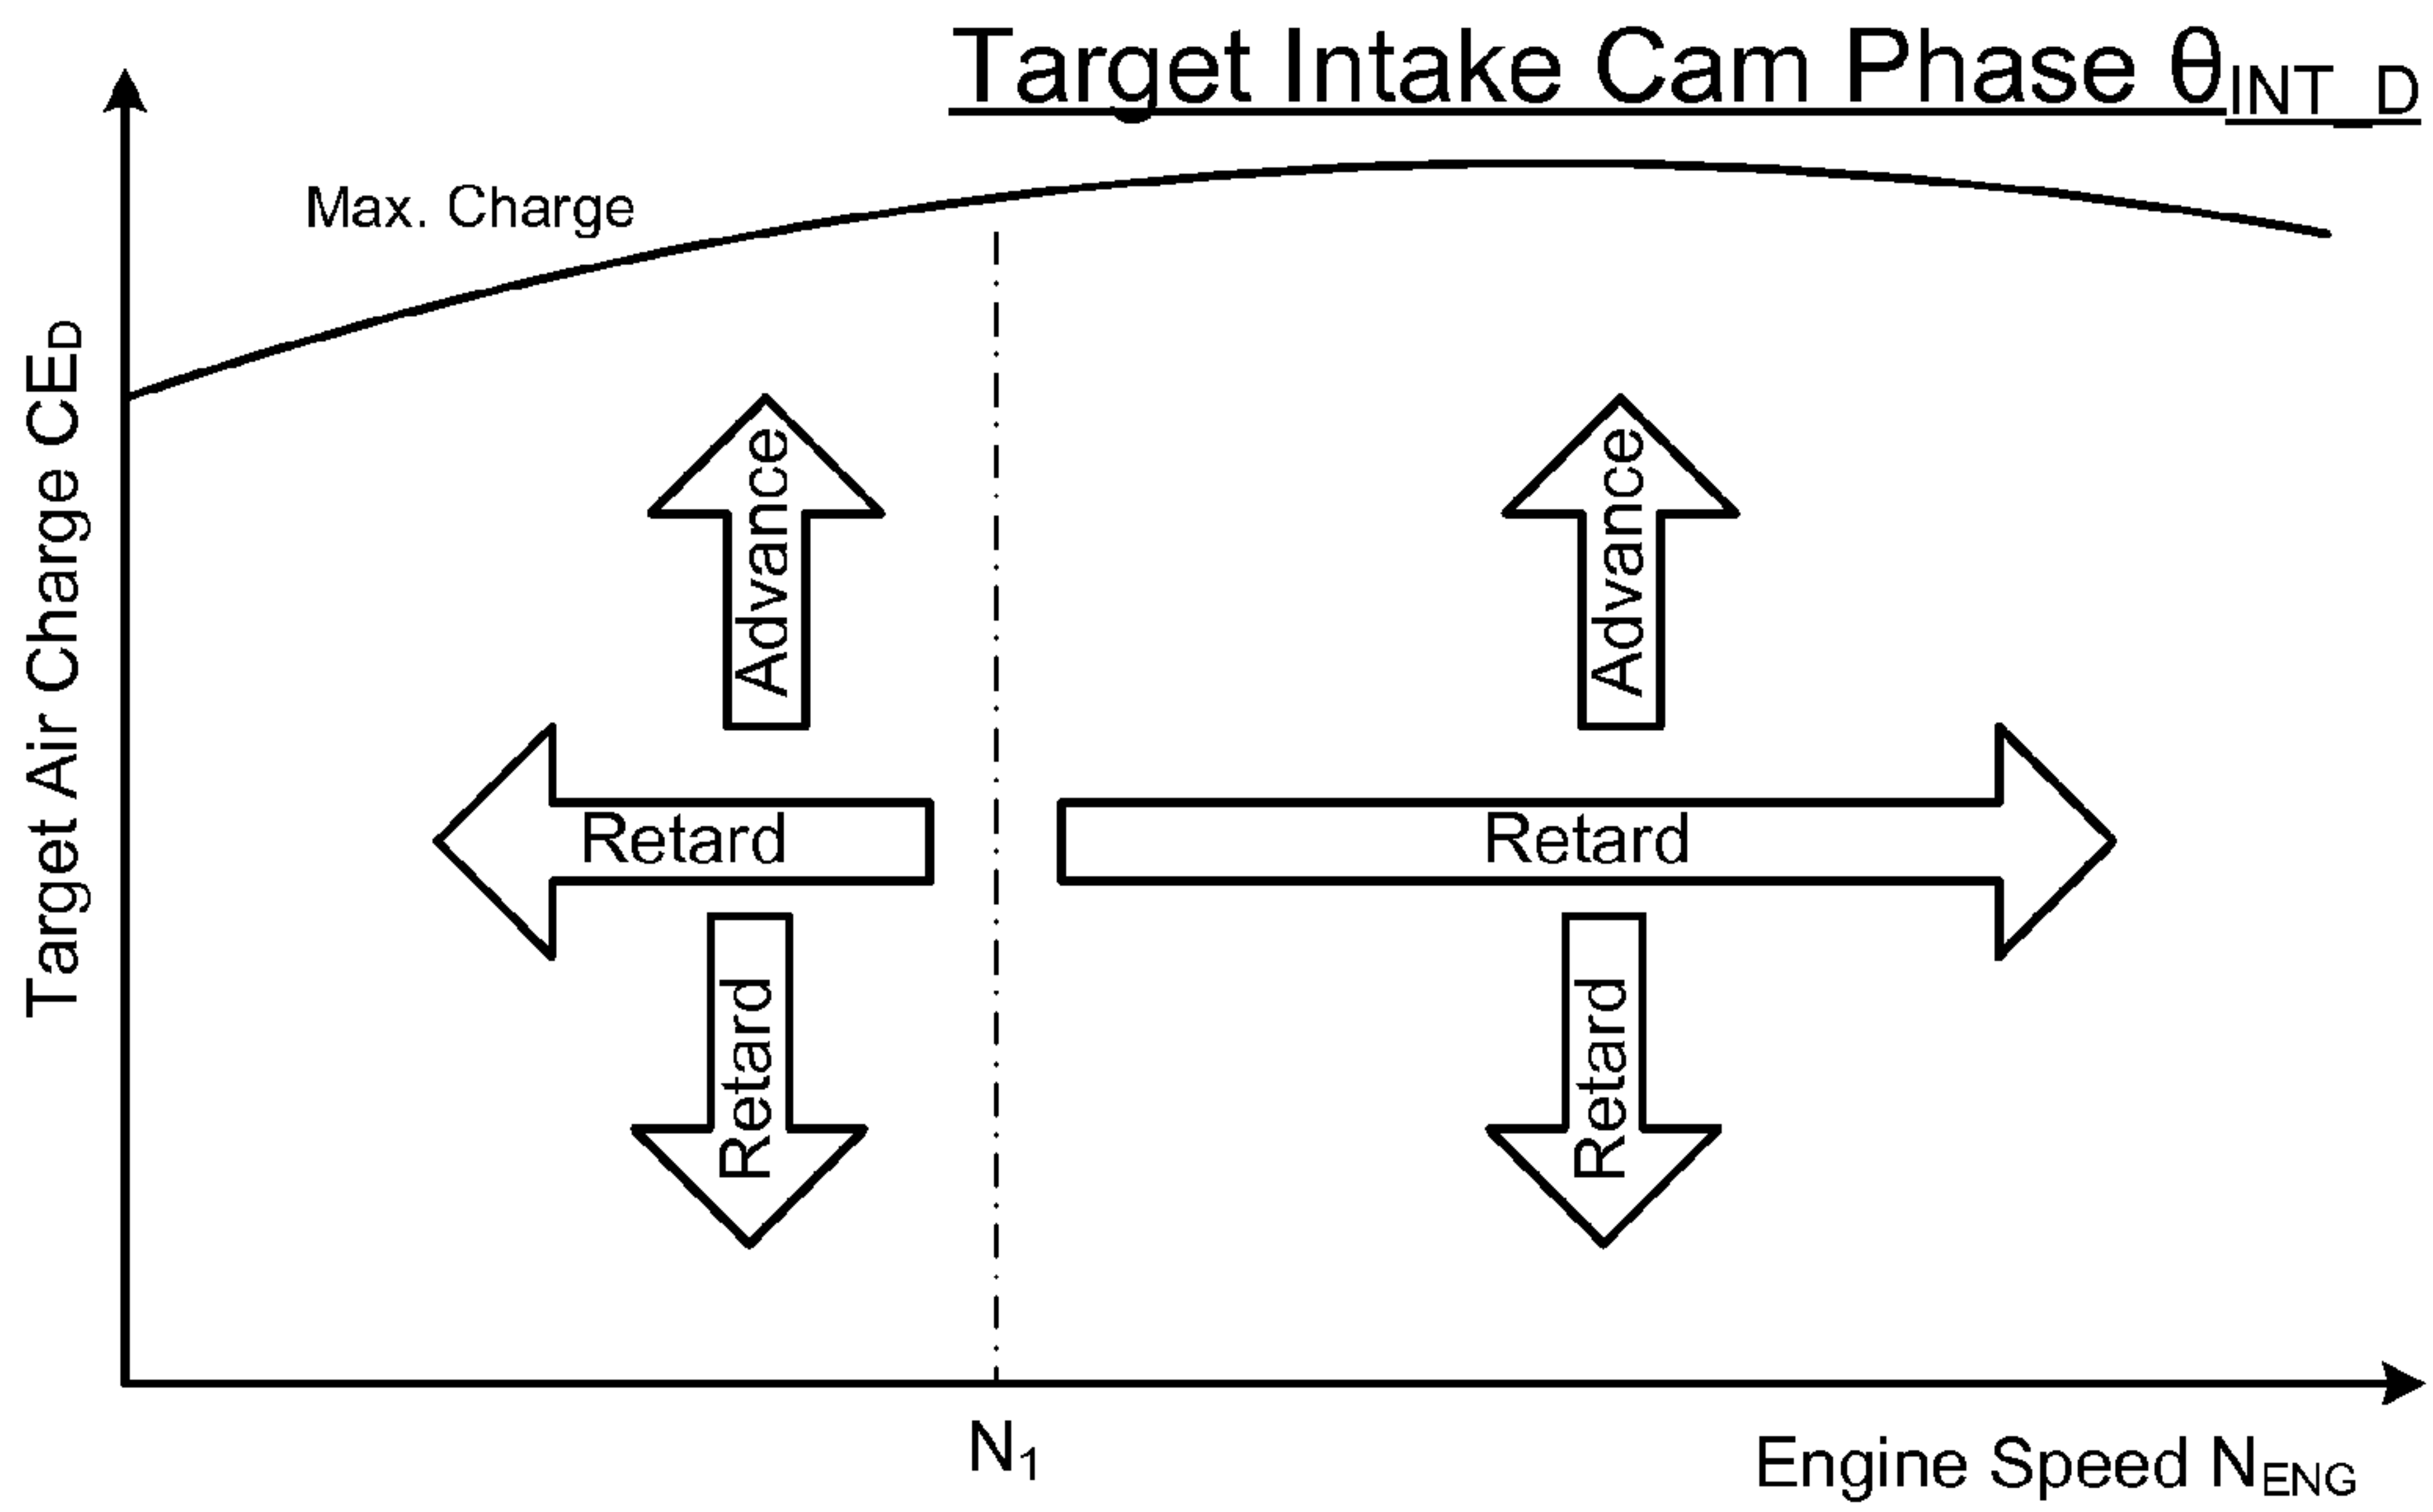 Target Intake Cam Phase θINT_D
Max. Charge
Target Air Charge CED
Advance
Advance
Retard
Retard
Retard
Retard
N1
Engine Speed NENG